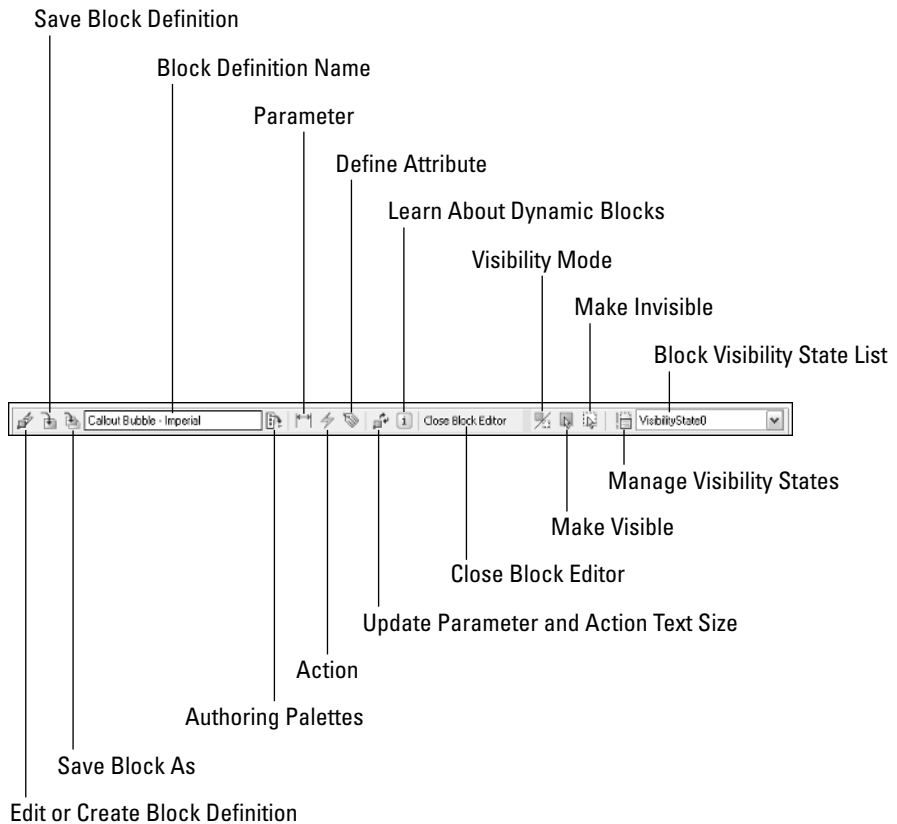 Save Block Definition
Block Definition Name
Parameter
Define Attribute
Learn About Dynamic Blocks
Visibility Mode
Make Invisible
Block Visibility State List
Callout Bubble - Imperial
Close Block Editor
VisibilityState0
Manage Visibility States
Make Visible
Close Block Editor
Update Parameter and Action Text Size
Action
Authoring Palettes
Save Block As
Edit or Create Block Definition